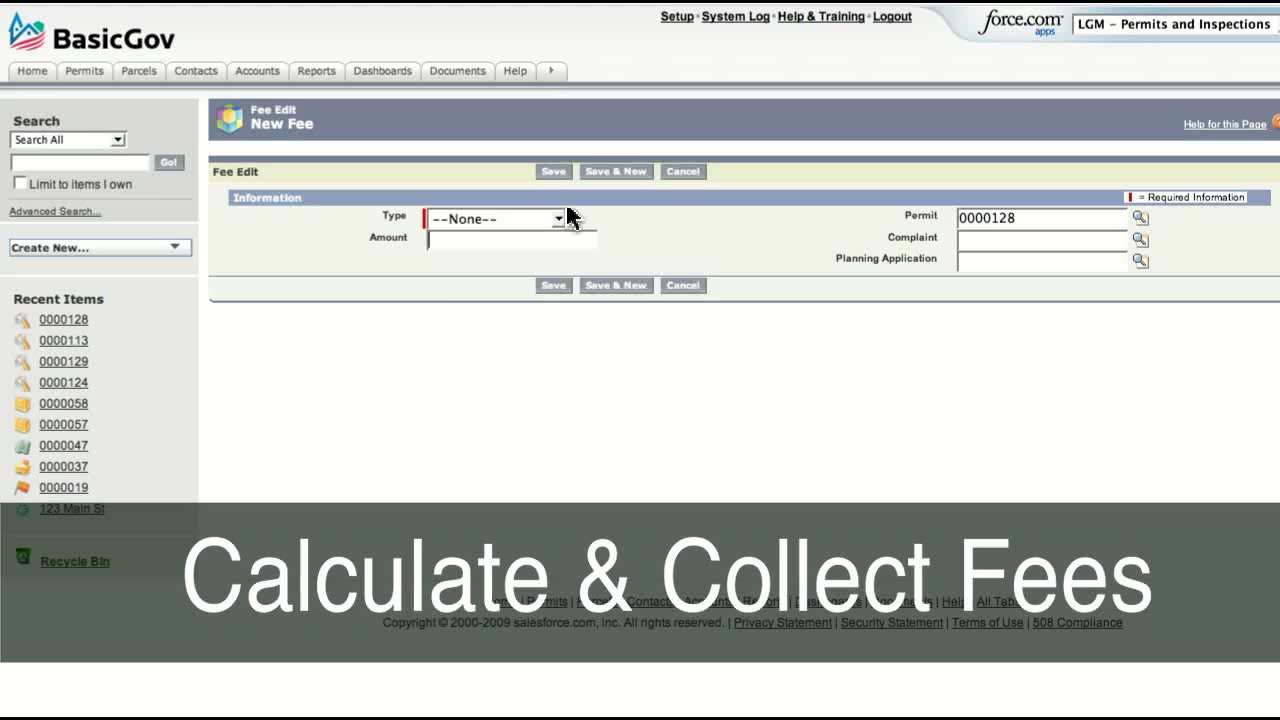 Setup · System Log · Help & Training · Logout
force.com
apps
LGM – Permits and Inspections
BasicGov
Home Permits Parcels Contacts Accounts Reports Dashboards Documents Help
Search
Search All
Go!
Limit to items I own
Advanced Search...
Create New...
Recent Items
0000128
0000113
0000129
0000124
0000058
0000057
0000047
0000037
0000019
123 Main St
Recycle Bin
Fee Edit
New Fee
Help for this Page
Fee Edit
Save Save & New Cancel
Information
= Required Information
Type --None--
Permit 0000128
Amount
Complaint
Planning Application
Save Save & New Cancel
Calculate & Collect Fees
Copyright © 2000-2009 salesforce.com, inc. All rights reserved. | Privacy Statement | Security Statement | Terms of Use | 508 Compliance